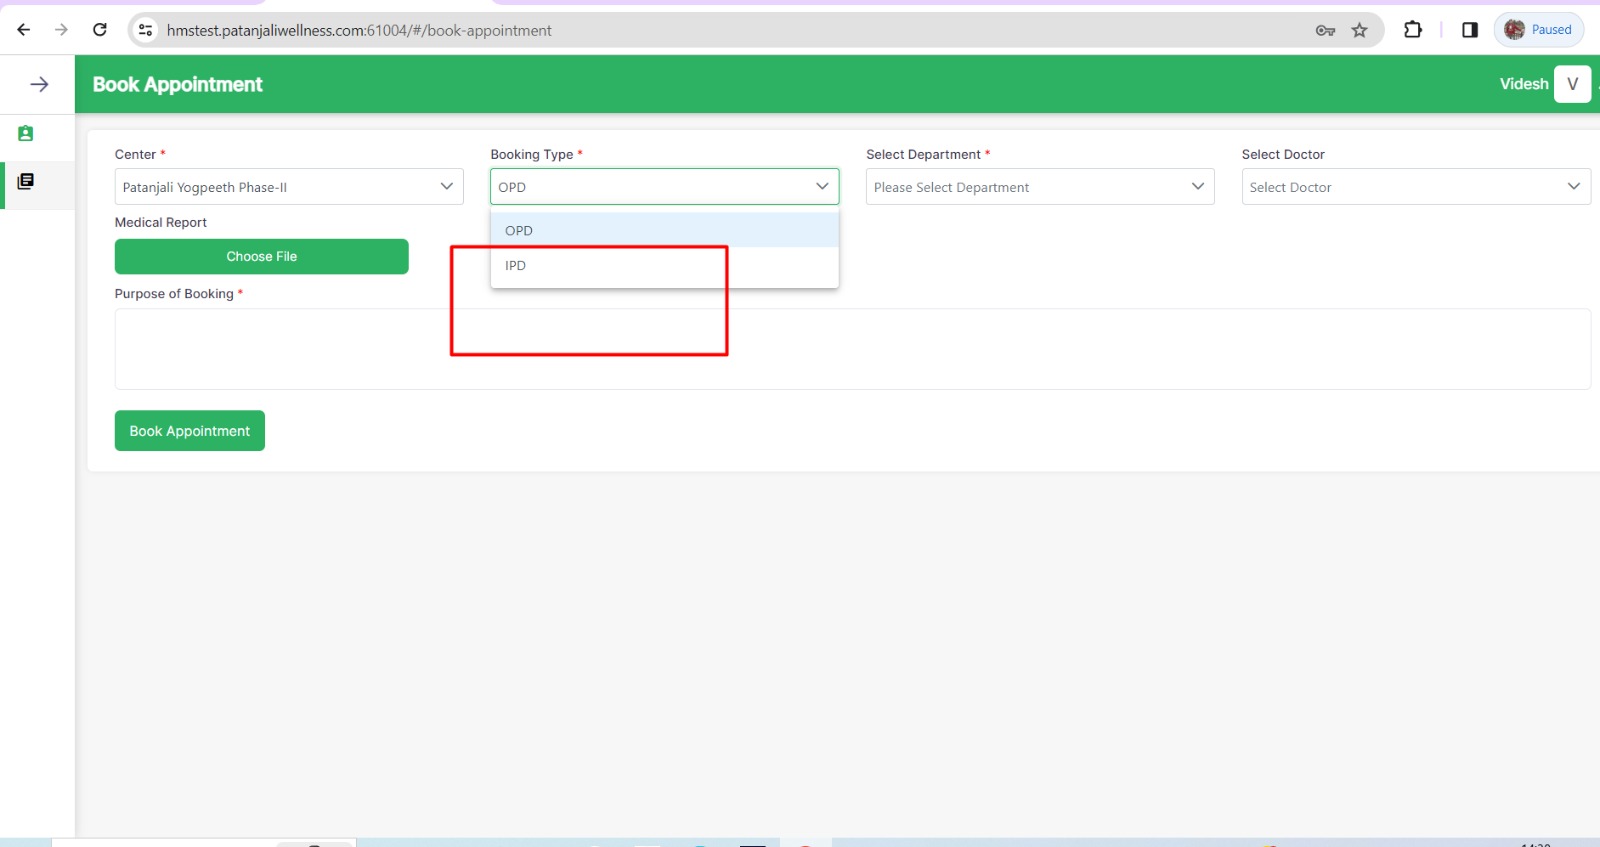 hmstest.patanjaliwellness.com:61004/#/book-appointment
Paused
Book Appointment
Videsh V
Center *
Booking Type *
Select Department *
Select Doctor
Patanjali Yogpeeth Phase-II
OPD
Please Select Department
Select Doctor
Medical Report
OPD
Choose File
IPD
Purpose of Booking *
Book Appointment